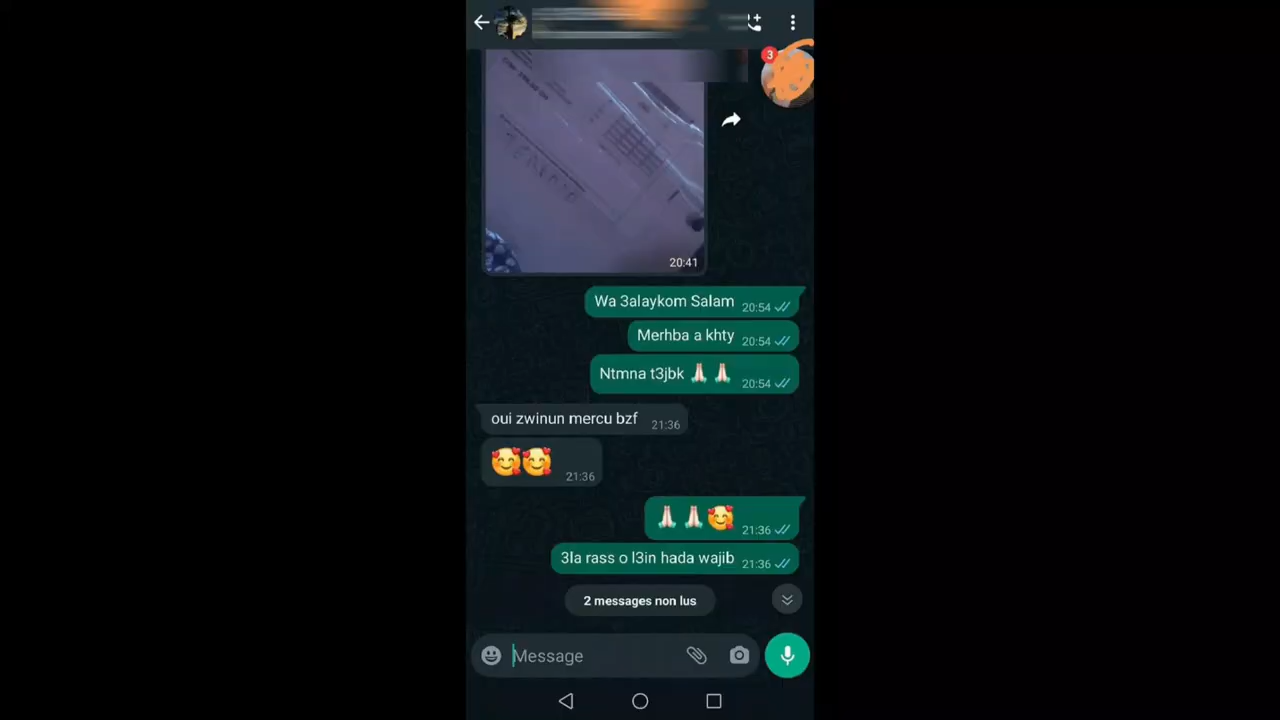 3
20:41
Wa 3alaykom Salam 20:54
Merhba a khty 20:54
Ntmna t3jbk 🙏🏻 🙏🏻 20:54
oui zwinun mercu bzf 21:36
🥰🥰 21:36
🙏🏻 🙏🏻🥰 21:36
3la rass o l3in hada wajib 21:36
2 messages non lus
Message